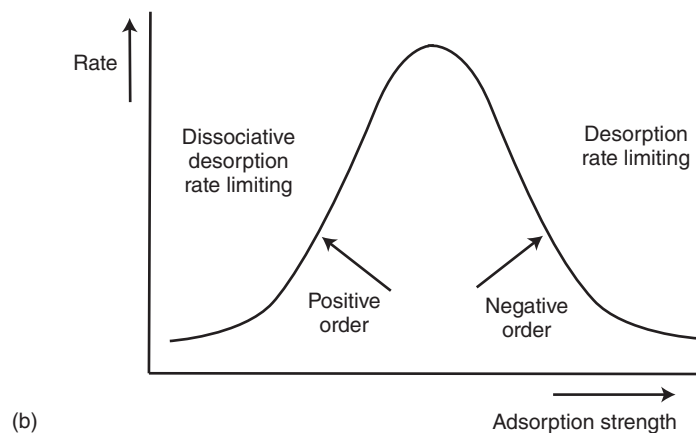 Rate
Dissociative
desorption
rate limiting
Desorption
rate limiting
Positive
order
Negative
order
(b)
Adsorption strength